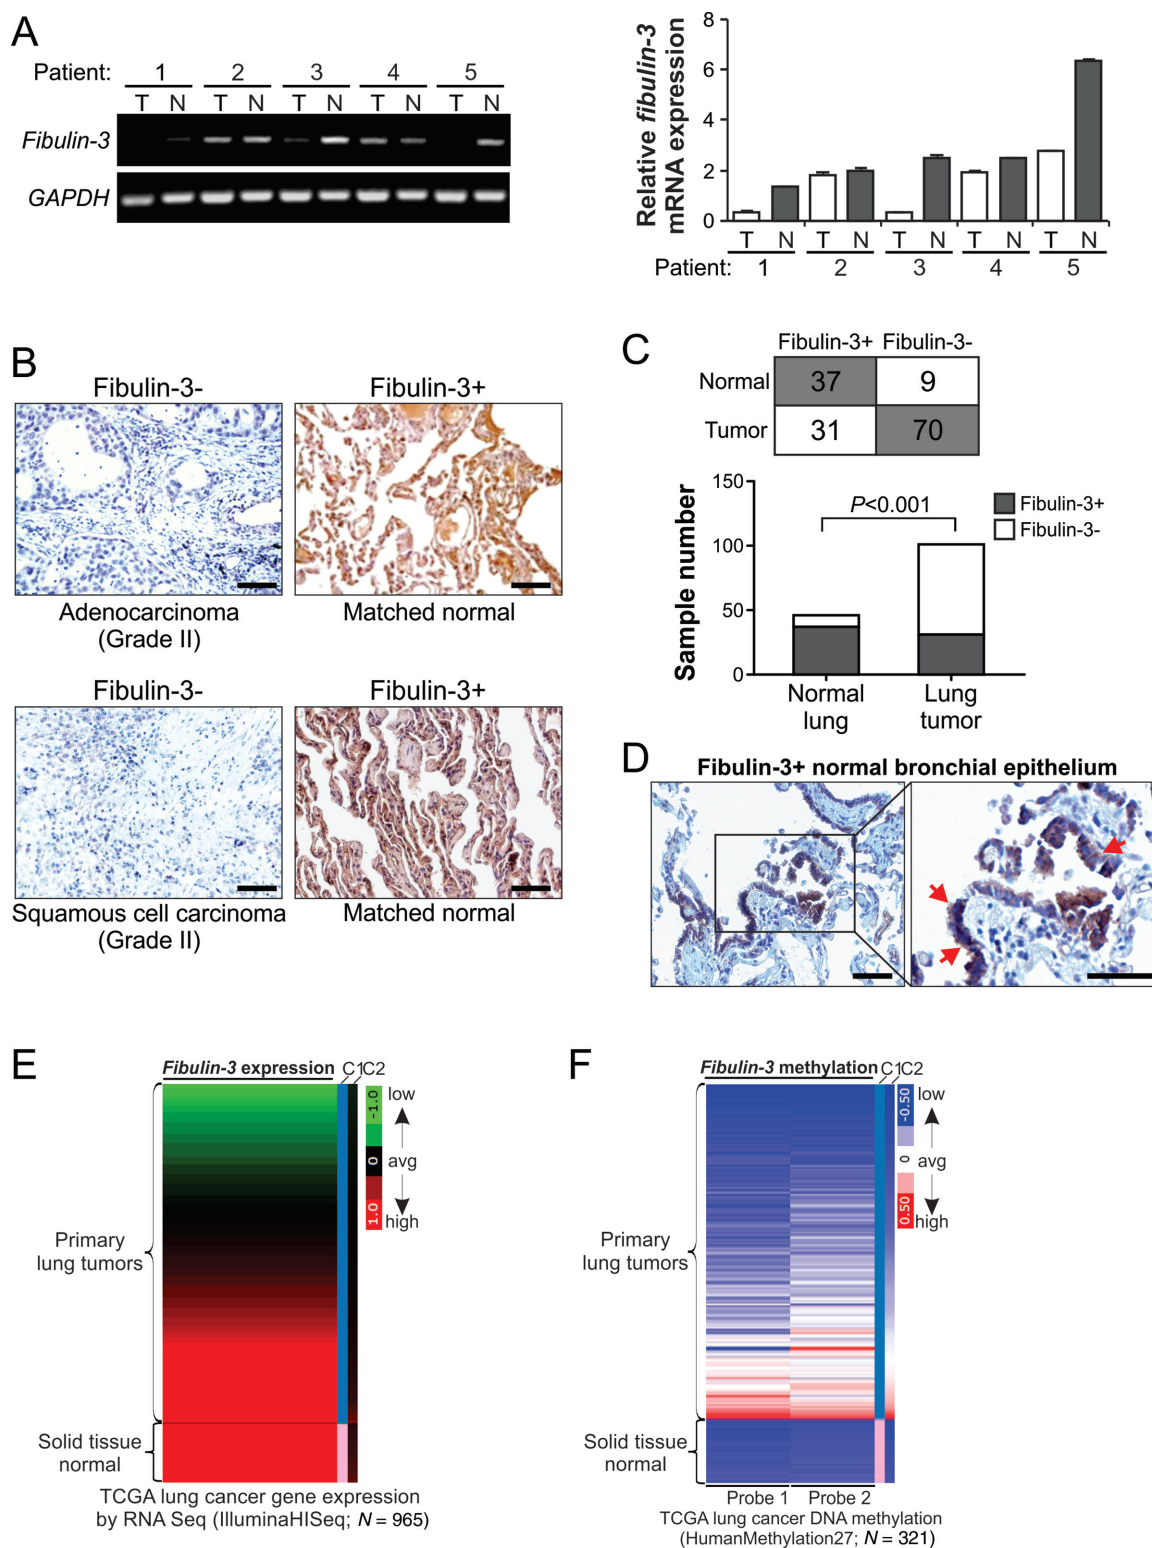 A
Patient: 1 2 3 4 5
T N T N T N T N T N
Fibulin-3
GAPDH
Relative fibulin-3
mRNA expression
8
6
4
2
0
T N T N T N T N T N
Patient: 1 2 3 4 5
B
Fibulin-3- Fibulin-3+
Adenocarcinoma
(Grade II)
Matched normal
Fibulin-3- Fibulin-3+
Squamous cell carcinoma
(Grade II)
Matched normal
C
Fibulin-3+ Fibulin-3-
Normal 37 9
Tumor 31 70
Sample number
150
100
50
0
P<0.001
Fibulin-3+
Fibulin-3-
Normal
lung
Lung
tumor
D
Fibulin-3+ normal bronchial epithelium
E
Fibulin-3 expression C1C2
-1.0 low
0 avg
1.0 high
Primary
lung tumors
Solid tissue
normal
TCGA lung cancer gene expression
by RNA Seq (IlluminaHISeq; N = 965)
F
Fibulin-3 methylation C1C2
-0.50 low
0 avg
0.50 high
Primary
lung tumors
Solid tissue
normal
Probe 1 Probe 2
TCGA lung cancer DNA methylation
(HumanMethylation27; N = 321)